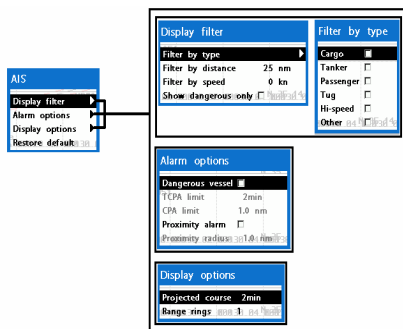 AIS
Display filter
Alarm options
Display options
Restore default
Display filter
Filter by type
Filter by distance 25 nm
Filter by speed 0 kn
Show dangerous only
Filter by type
Cargo
Tanker
Passenger
Tug
Hi-speed
Other
Alarm options
Dangerous vessel
TCPA limit 2min
CPA limit 1.0 nm
Proximity alarm
Proximity radius 1.0 nm
Display options
Projected course 2min
Range rings 1